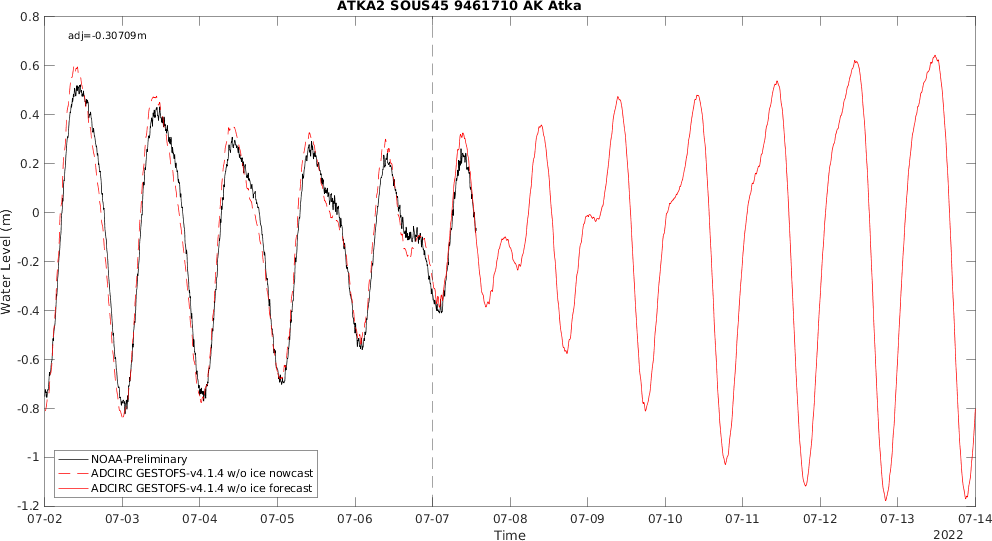 ATKA2 SOUS45 9461710 AK Atka
adj=-0.30709m
0.8
0.6
0.4
0.2
0
-0.2
-0.4
-0.6
-0.8
-1
-1.2
Water Level (m)
NOAA-Preliminary
ADCIRC GESTOFS-v4.1.4 w/o ice nowcast
ADCIRC GESTOFS-v4.1.4 w/o ice forecast
07-02 07-03 07-04 07-05 07-06 07-07 07-08 07-09 07-10 07-11 07-12 07-13 07-14
Time
2022